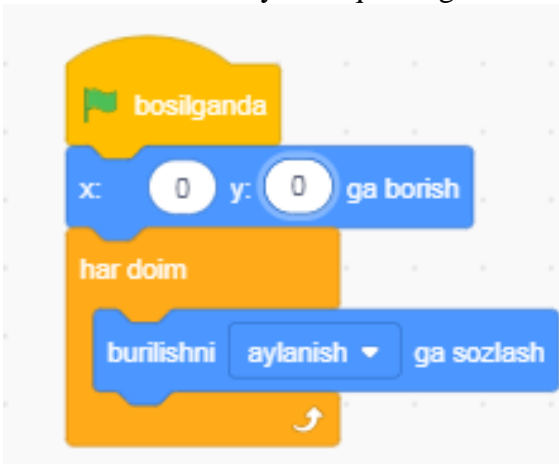 bosilganda
x: 0 y: 0 ga borish
har doim
burilishni aylanish ga sozlash